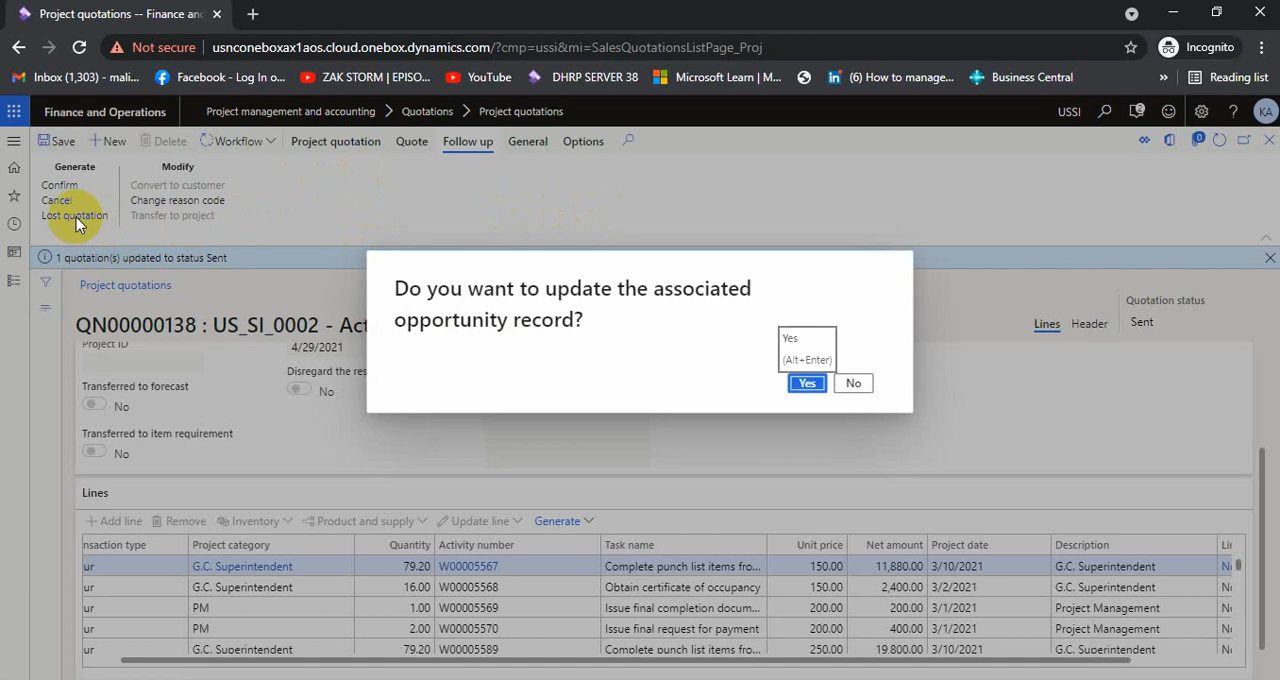 Project quotations -- Finance and
Not secure
usnconeboxax1aos.cloud.onebox.dynamics.com/?cmp=ussi&mi=SalesQuotationsListPage_Proj
Incognito
Inbox (1,303) - mali...
Facebook - Log In o...
ZAK STORM | EPISO...
YouTube
DHRP SERVER 38
Microsoft Learn | M...
(6) How to manage...
Business Central
»
Reading list
Finance and Operations
Project management and accounting > Quotations > Project quotations
USSI
?
KA
Save
+ New
Delete
Workflow
Project quotation
Quote
Follow up
General
Options
0
Generate
Modify
Confirm
Convert to customer
Cancel
Change reason code
Lost quotation
Transfer to project
1 quotation(s) updated to status Sent
Project quotations
Do you want to update the associated
opportunity record?
Yes
(Alt+Enter)
Yes
No
Quotation status
Sent
QN00000138 : US_SI_0002 - Act
Lines
Header
Project ID
4/29/2021
Disregard the res
No
Transferred to forecast
No
Transferred to item requirement
No
Lines
+ Add line
Remove
Inventory
Product and supply
Update line
Generate
nsaction type Project category Quantity Activity number Task name Unit price Net amount Project date Description Lir
ur G.C. Superintendent 79.20 W00005567 Complete punch list items fro... 150.00 11,880.00 3/10/2021 G.C. Superintendent No
ur G.C. Superintendent 16.00 W00005568 Obtain certificate of occupancy 150.00 2,400.00 3/2/2021 G.C. Superintendent No
ur PM 1.00 W00005569 Issue final completion docum... 200.00 200.00 3/1/2021 Project Management No
ur PM 2.00 W00005570 Issue final request for payment 200.00 400.00 3/1/2021 Project Management No
ur G.C. Superintendent 79.20 W00005589 Complete punch list items fro... 250.00 19,800.00 3/10/2021 G.C. Superintendent No